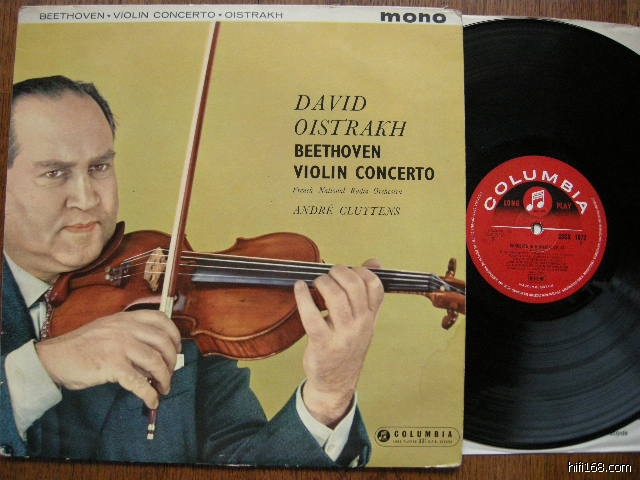 BEETHOVEN • VIOLIN CONCERTO • OISTRAKH
mono
DAVID
OISTRAKH
BEETHOVEN
VIOLIN CONCERTO
French National Radio Orchestra
ANDRÉ CLUYTENS
COLUMBIA
COLUMBIA
LONG PLAY
hifi168.com